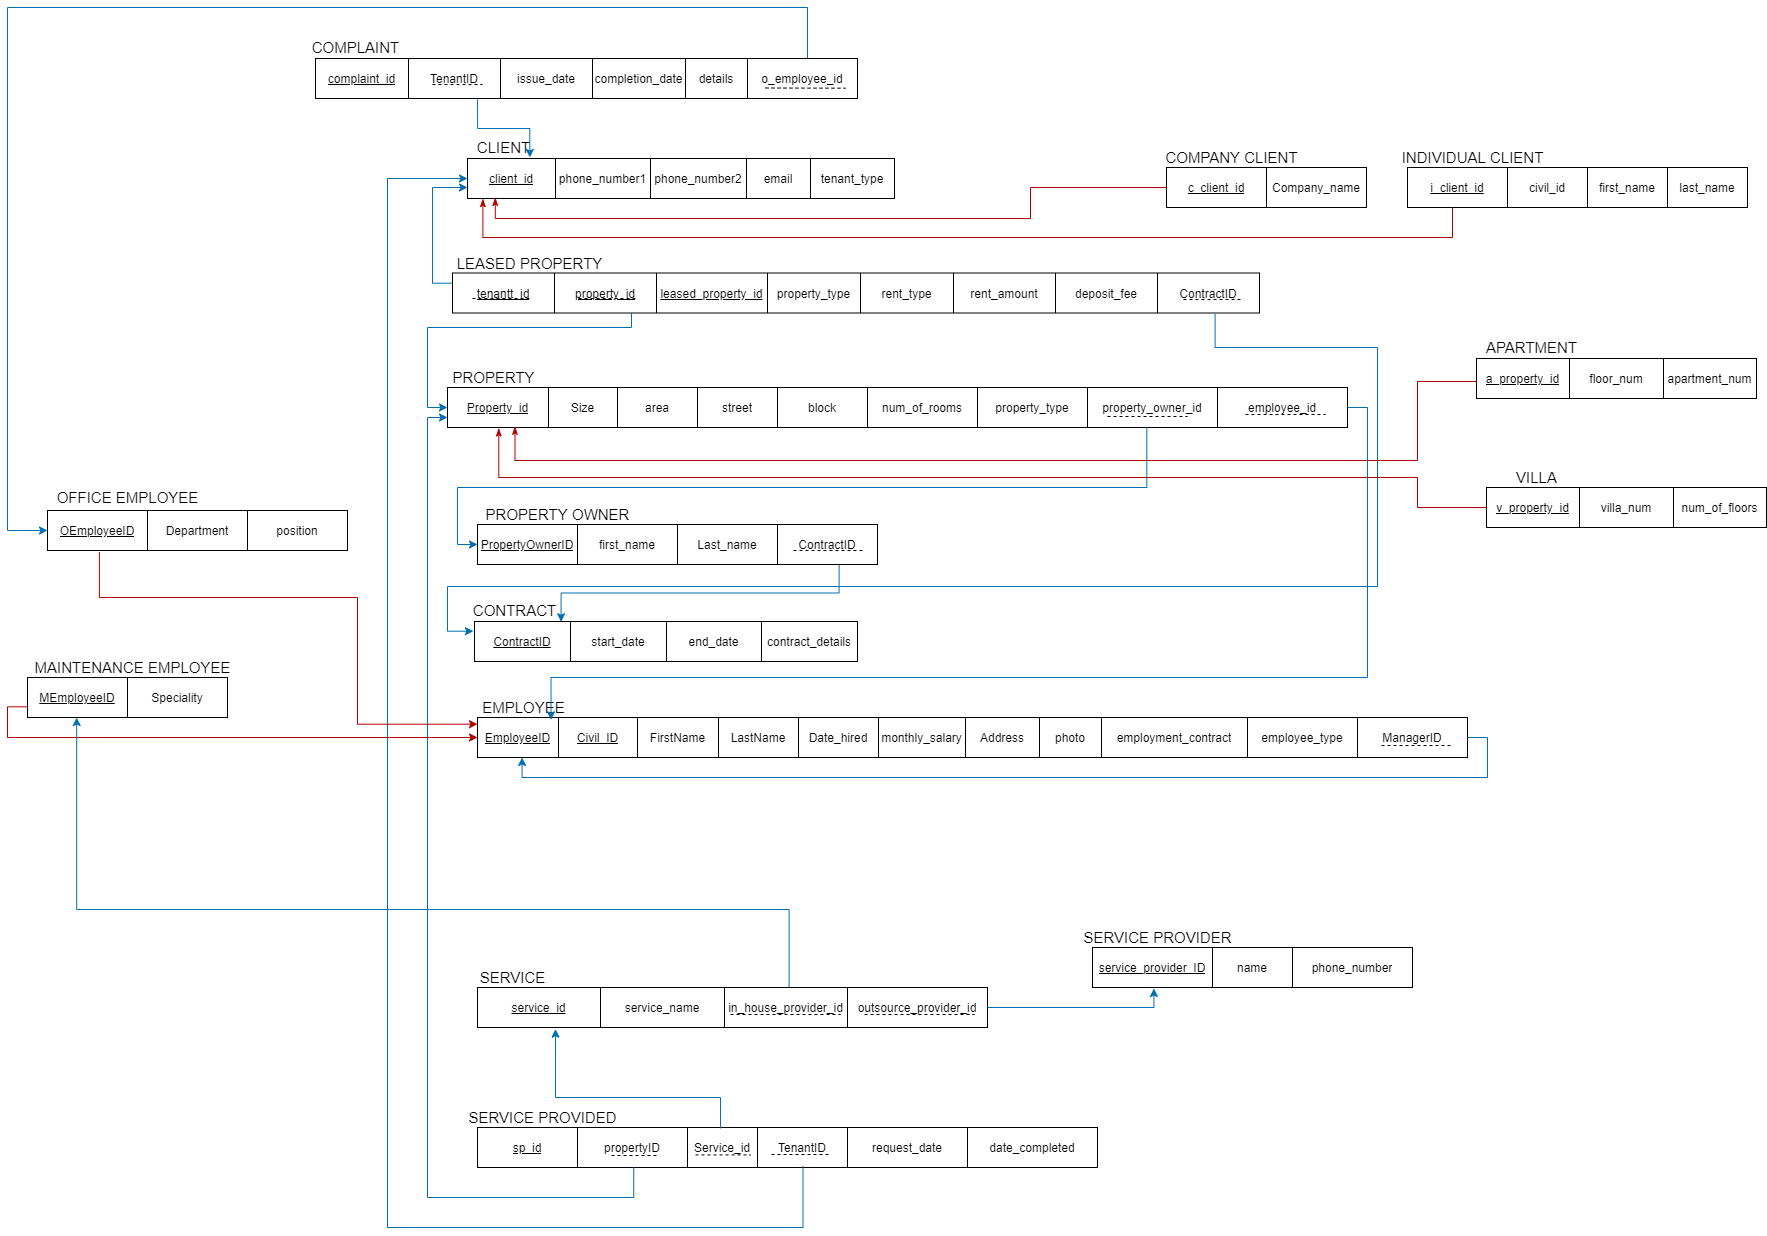 COMPLAINT
complaint_id TenantID issue_date completion_date details o_employee_id
CLIENT
client_id phone_number1 phone_number2 email tenant_type
COMPANY CLIENT
c_client_id Company_name
INDIVIDUAL CLIENT
i_client_id civil_id first_name last_name
LEASED PROPERTY
tenantt_id property_id leased_property_id property_type rent_type rent_amount deposit_fee ContractID
APARTMENT
a_property_id floor_num apartment_num
PROPERTY
Property_id Size area street block num_of_rooms property_type property_owner_id employee_id
VILLA
v_property_id villa_num num_of_floors
OFFICE EMPLOYEE
OEmployeeID Department position
PROPERTY OWNER
PropertyOwnerID first_name Last_name ContractID
CONTRACT
ContractID start_date end_date contract_details
MAINTENANCE EMPLOYEE
MEmployeeID Speciality
EMPLOYEE
EmployeeID Civil_ID FirstName LastName Date_hired monthly_salary Address photo employment_contract employee_type ManagerID
SERVICE PROVIDER
service_provider_ID name phone_number
SERVICE
service_id service_name in_house_provider_id outsource_provider_id
SERVICE PROVIDED
sp_id propertyID Service_id TenantID request_date date_completed